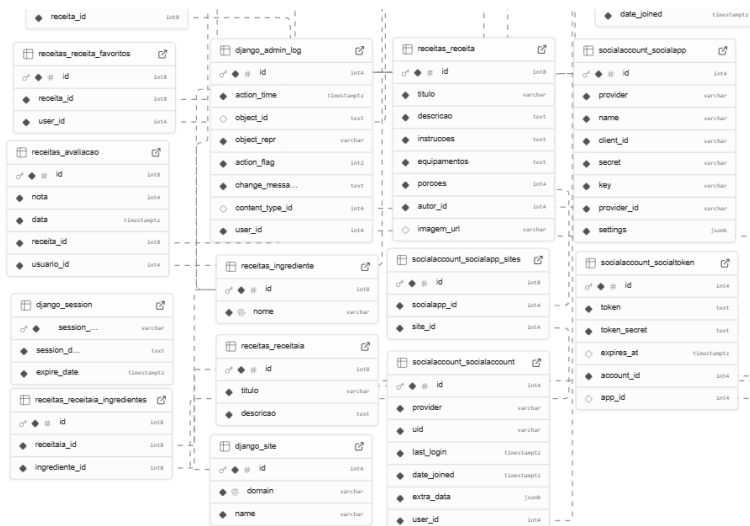 receita_id int8
date_joined timestamptz
receitas_receita_favoritos
# id int8
receita_id int8
user_id int4
receitas_avaliacao
# id int8
nota int4
data timestamptz
receita_id int8
usuario_id int4
django_session
session_... varchar
session_d... text
expire_date timestamptz
receitas_receitaia_ingredientes
# id int8
receitaia_id int8
ingrediente_id int8
django_admin_log
# id int4
action_time timestamptz
object_id text
object_repr varchar
action_flag int2
change_messa... text
content_type_id int4
user_id int4
receitas_ingrediente
# id int8
nome varchar
receitas_receitaia
# id int8
titulo varchar
descricao text
django_site
# id int4
domain varchar
name varchar
receitas_receita
# id int8
titulo varchar
descricao text
instrucoes text
equipamentos text
porcoes int4
autor_id int4
imagem_url varchar
socialaccount_socialapp_sites
# id int8
socialapp_id int4
site_id int4
socialaccount_socialaccount
# id int4
provider varchar
uid varchar
last_login timestamptz
date_joined timestamptz
extra_data jsonb
user_id int4
socialaccount_socialapp
# id int4
provider varchar
name varchar
client_id varchar
secret varchar
key varchar
provider_id varchar
settings jsonb
socialaccount_socialtoken
# id int4
token text
token_secret text
expires_at timestamptz
account_id int4
app_id int4